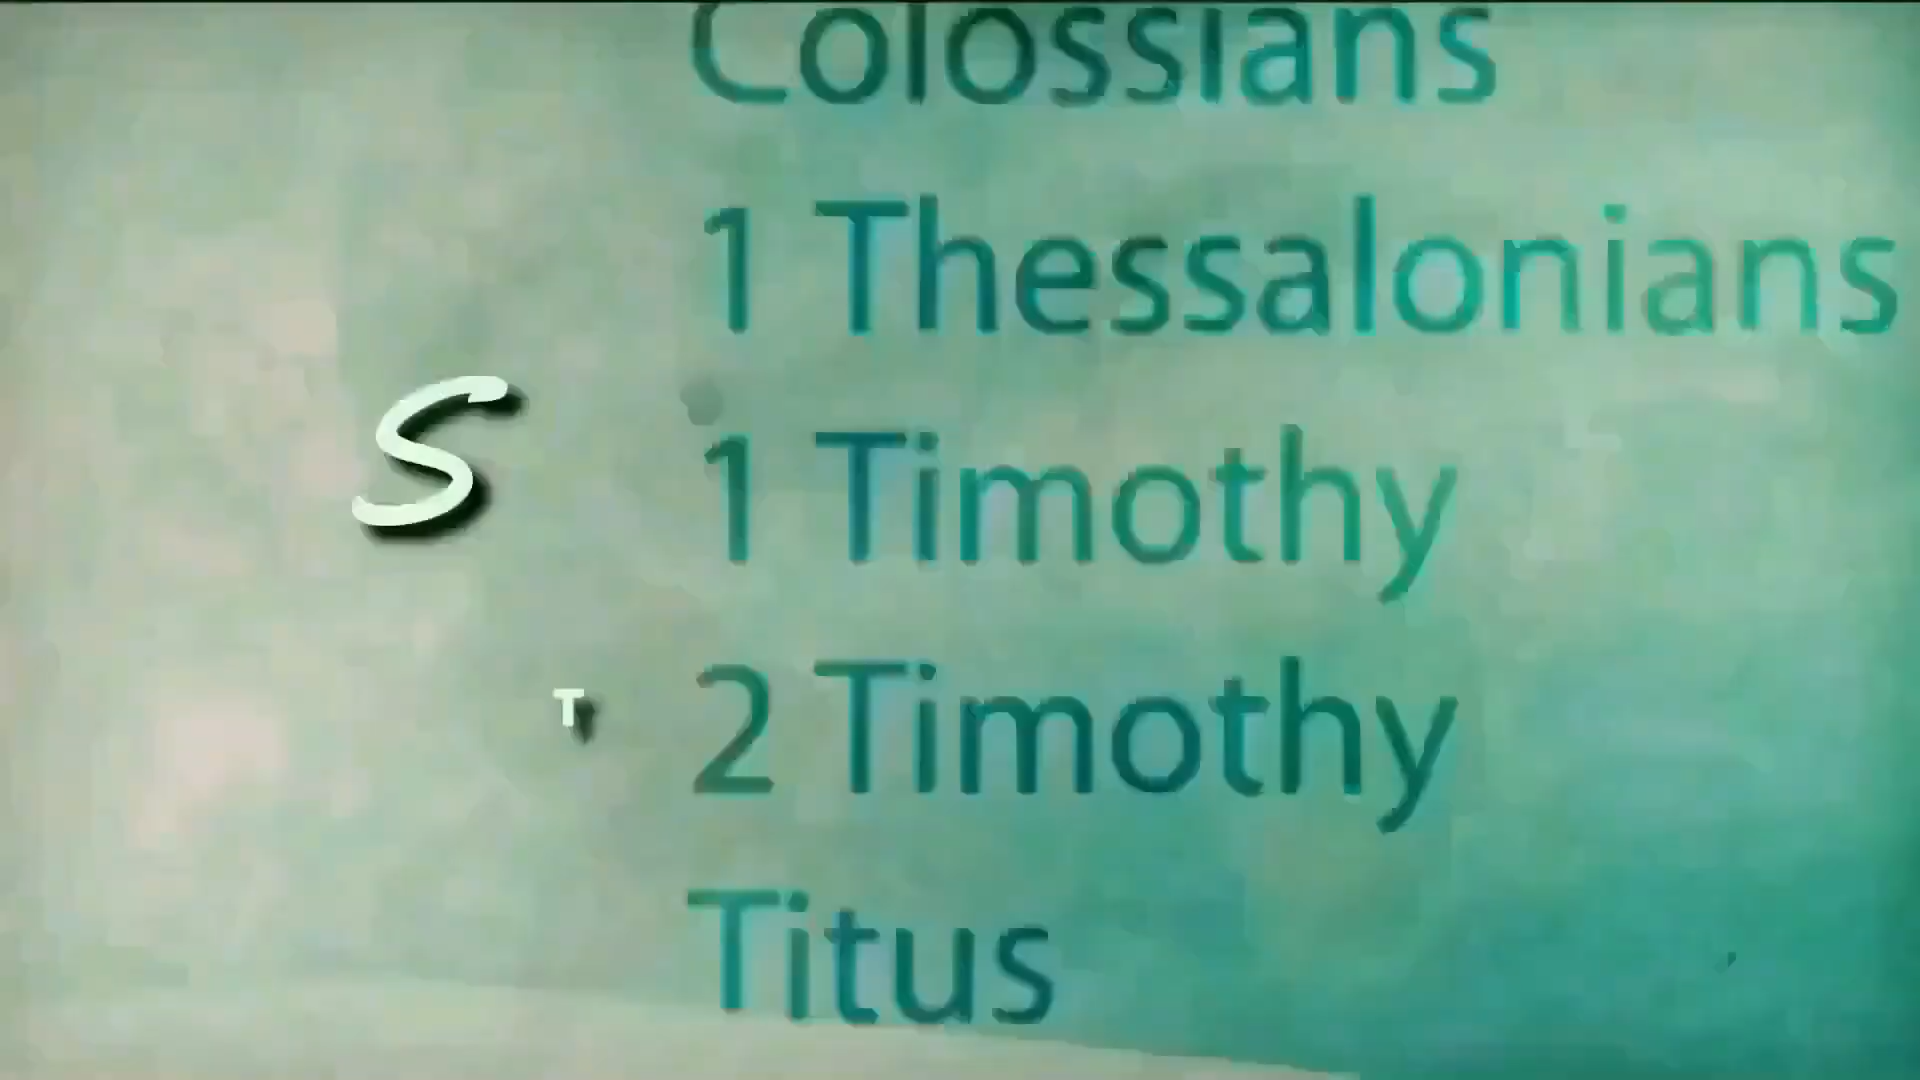 Colossians
1 Thessalonians
S
1 Timothy
T
2 Timothy
Titus